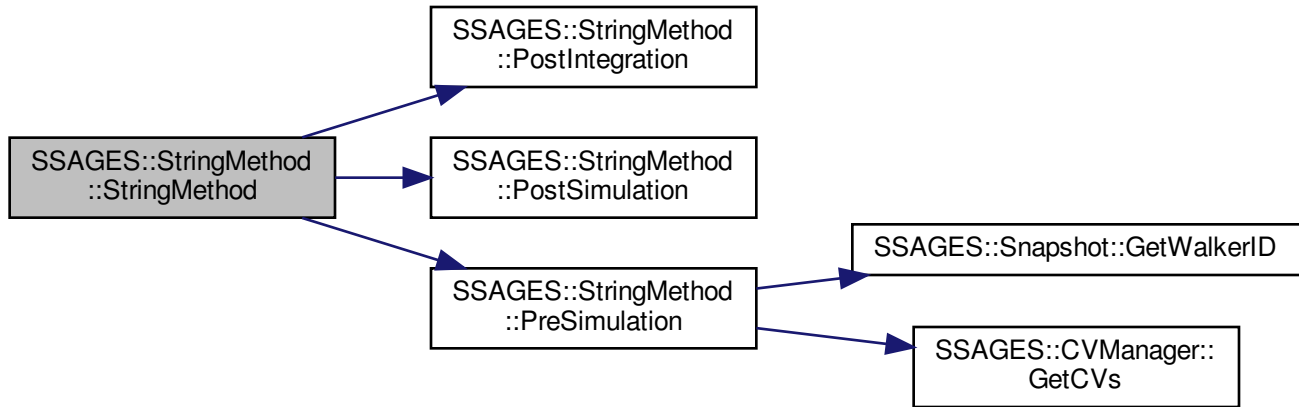 SSAGES::StringMethod
::StringMethod
SSAGES::StringMethod
::PostIntegration
SSAGES::StringMethod
::PostSimulation
SSAGES::StringMethod
::PreSimulation
SSAGES::Snapshot::GetWalkerID
SSAGES::CVManager::
GetCVs